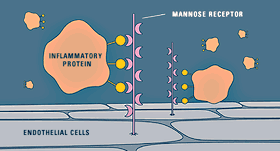 MANNOSE RECEPTOR
INFLAMMATORY
PROTEIN
ENDOTHELIAL CELLS